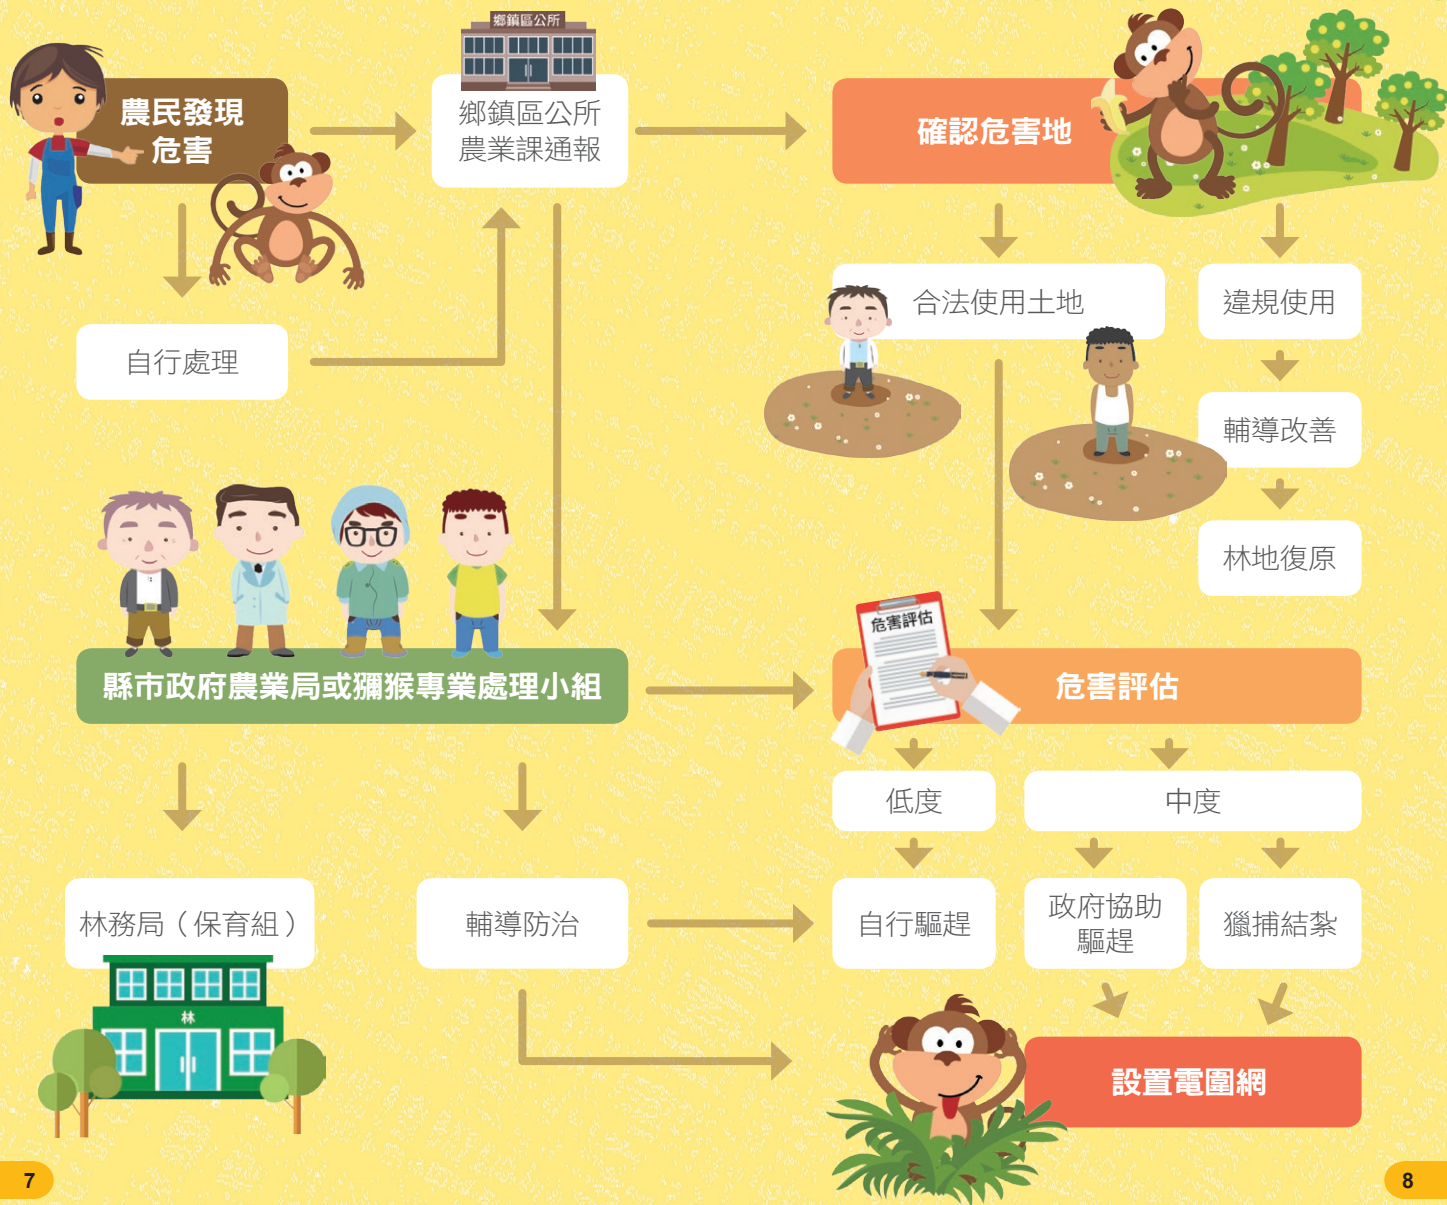 鄉鎮區公所
農民發現
危害
鄉鎮區公所
農業課通報
確認危害地
自行處理
合法使用土地
違規使用
輔導改善
林地復原
縣市政府農業局或獼猴專業處理小組
危害評估
危害評估
低度
中度
林務局（保育組）
輔導防治
自行驅趕
政府協助
驅趕
獵捕結紮
林
設置電圍網
7
8